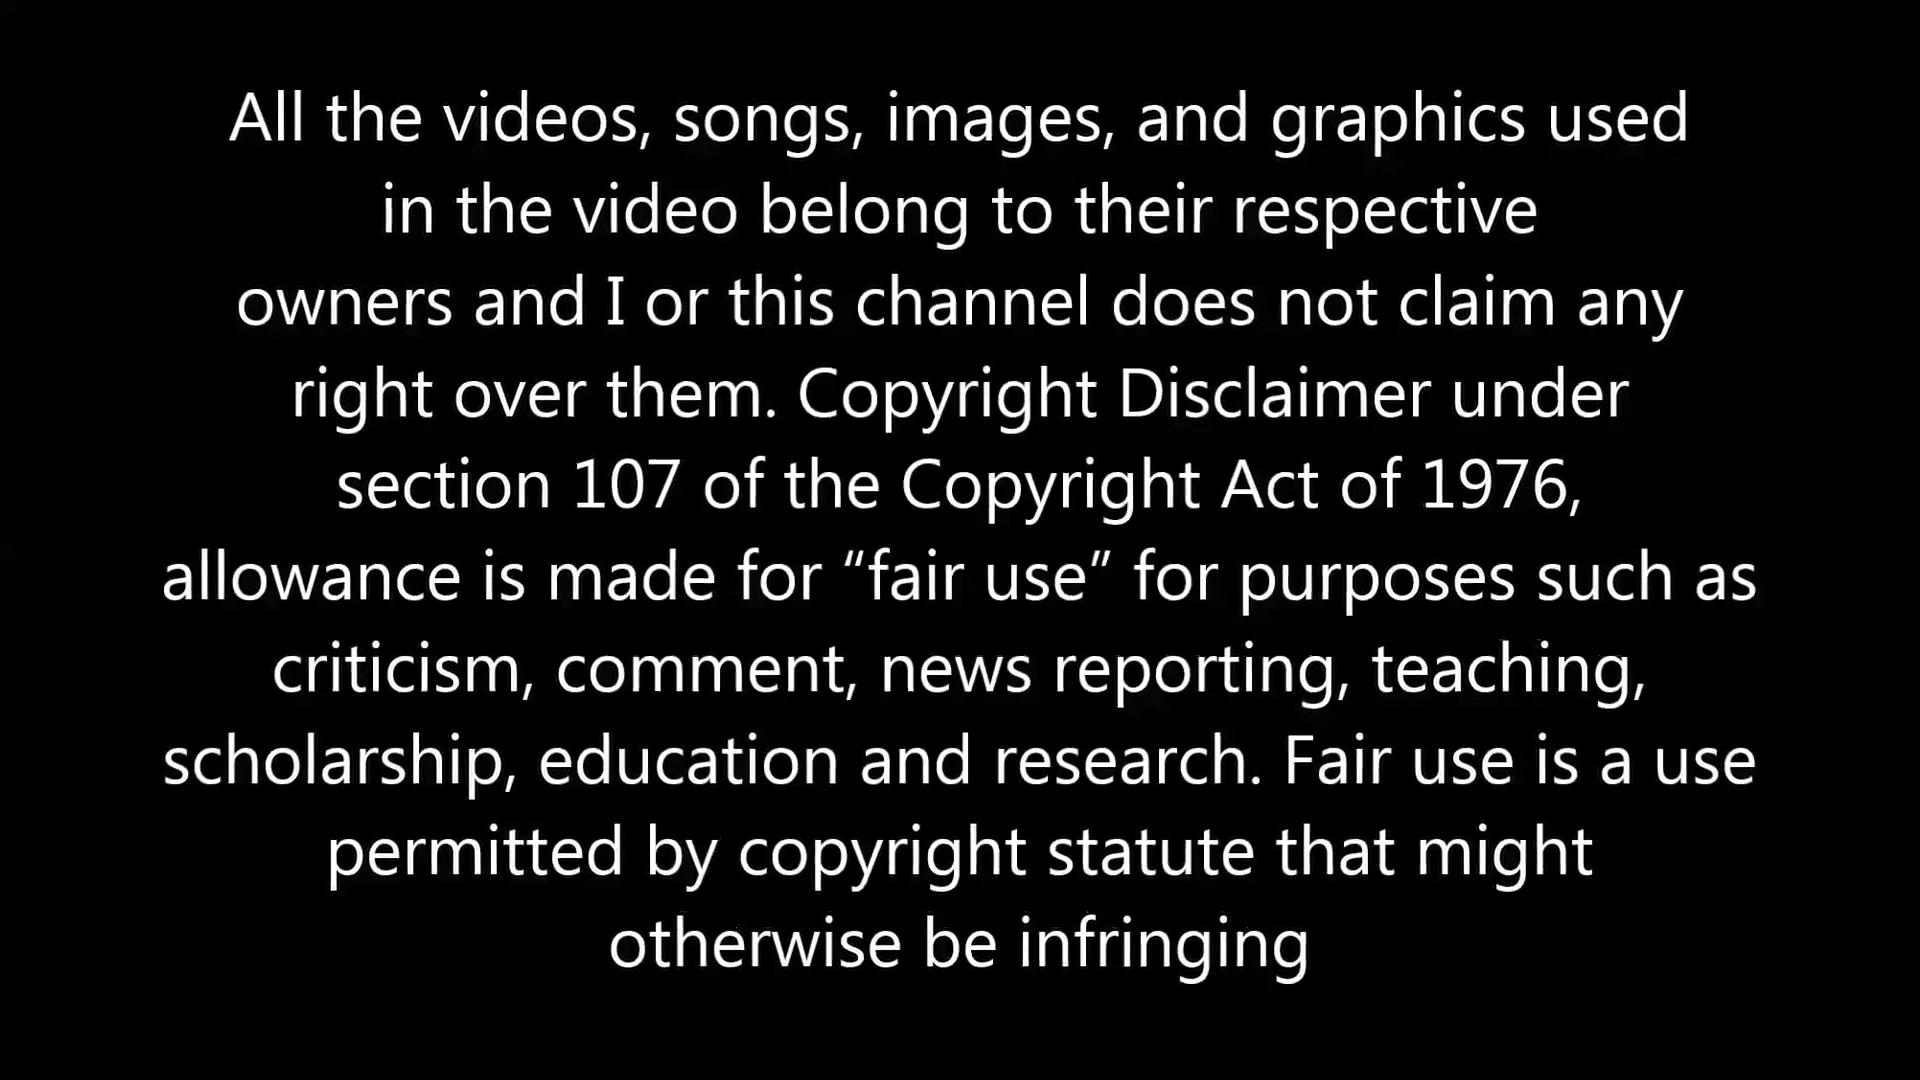 All the videos, songs, images, and graphics used
in the video belong to their respective
owners and I or this channel does not claim any
right over them. Copyright Disclaimer under
section 107 of the Copyright Act of 1976,
allowance is made for “fair use” for purposes such as
criticism, comment, news reporting, teaching,
scholarship, education and research. Fair use is a use
permitted by copyright statute that might
otherwise be infringing